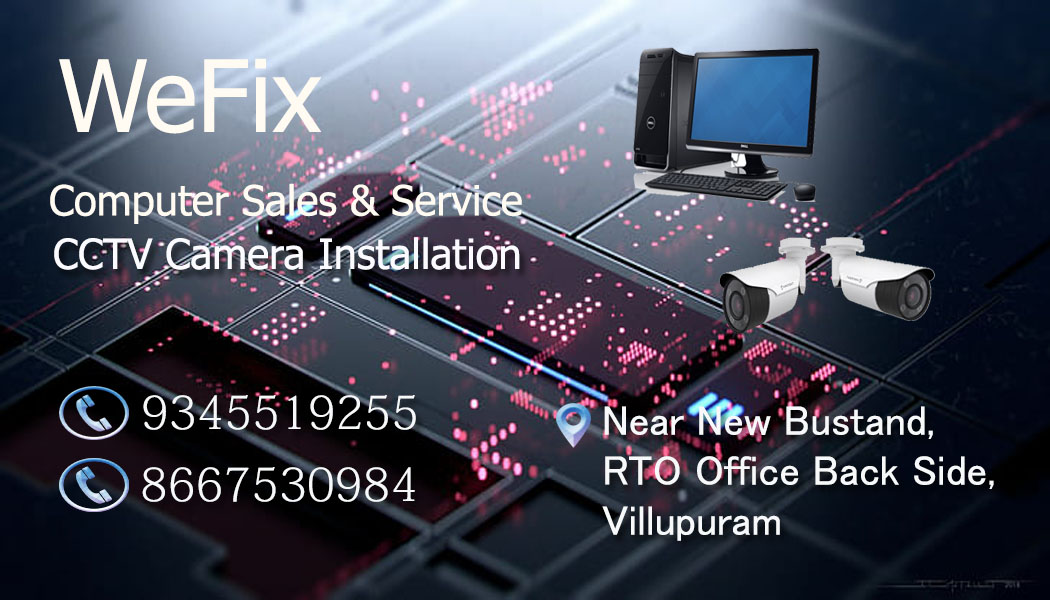 WeFix
Computer Sales & Service
CCTV Camera Installation
9345519255
8667530984
Near New Bustand,
RTO Office Back Side,
Villupuram